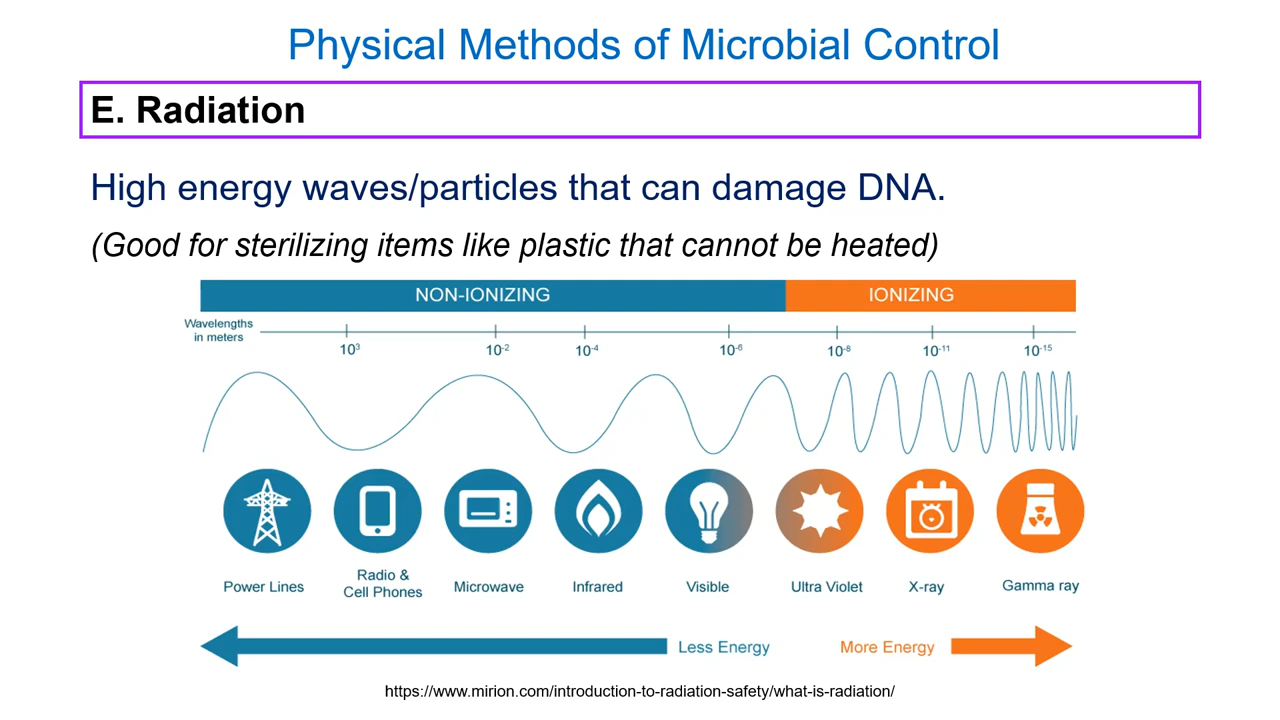 Physical Methods of Microbial Control
E. Radiation
High energy waves/particles that can damage DNA.
(Good for sterilizing items like plastic that cannot be heated)
NON-IONIZING IONIZING
Wavelengths
in meters
10³ 10⁻² 10⁻⁴ 10⁻⁶ 10⁻⁸ 10⁻¹¹ 10⁻¹⁵
Power Lines
Radio &
Cell Phones
Microwave
Infrared
Visible
Ultra Violet
X-ray
Gamma ray
Less Energy More Energy
https://www.mirion.com/introduction-to-radiation-safety/what-is-radiation/